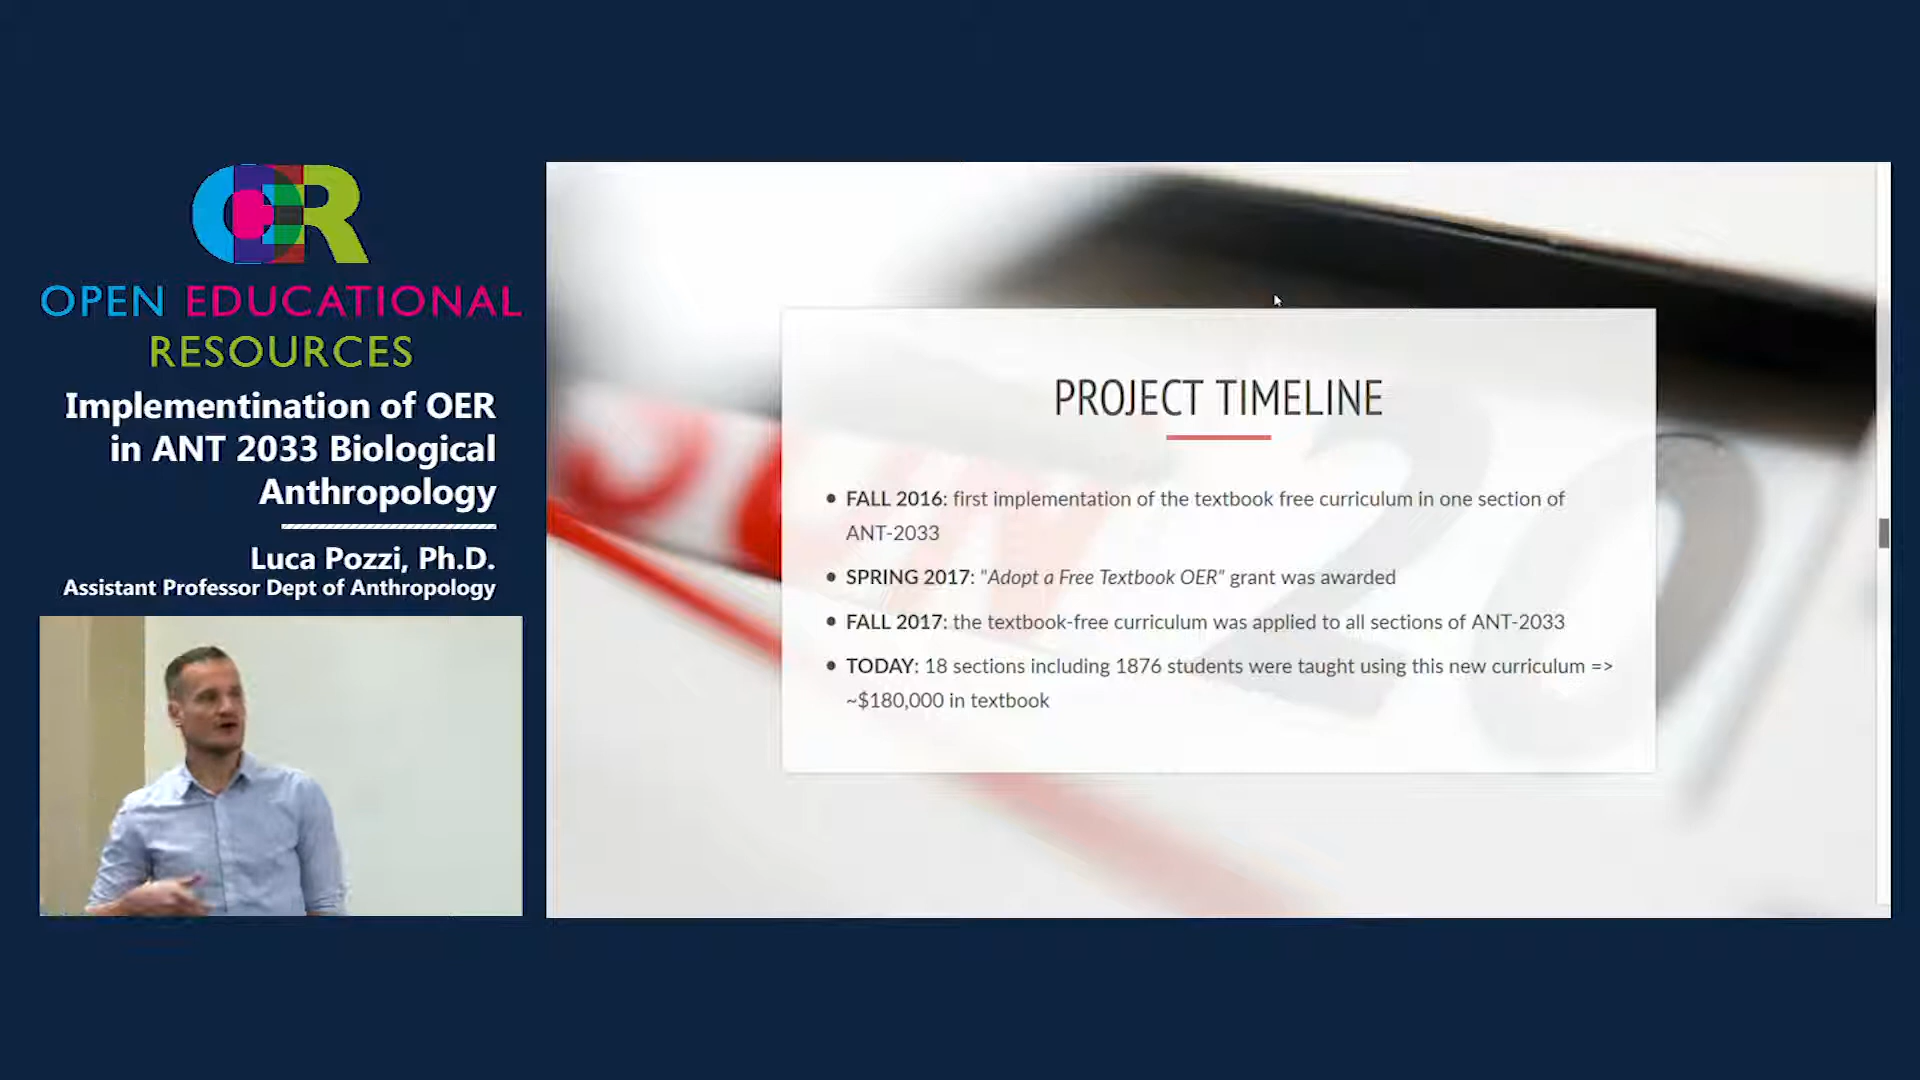 OER
OPEN EDUCATIONAL
RESOURCES
Implementination of OER
in ANT 2033 Biological
Anthropology
Luca Pozzi, Ph.D.
Assistant Professor Dept of Anthropology
PROJECT TIMELINE
• FALL 2016: first implementation of the textbook free curriculum in one section of
ANT-2033
• SPRING 2017: "Adopt a Free Textbook OER" grant was awarded
• FALL 2017: the textbook-free curriculum was applied to all sections of ANT-2033
• TODAY: 18 sections including 1876 students were taught using this new curriculum =>
~$180,000 in textbook
20